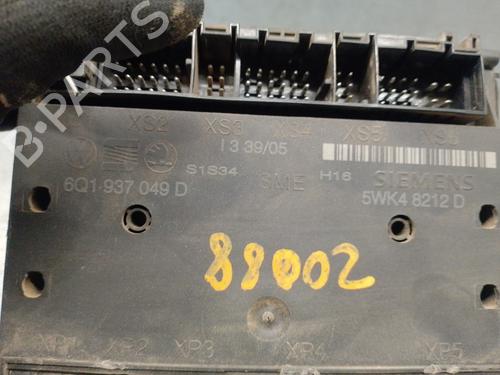 B-PARTS
XS2 XS3 XS4 XS5 XS6
I 3 39/05
S1S34 SME H16 SIEMENS
6Q1 937 049 D 5WK4 8212 D
88002
XP1 XP2 XP3 XP4 XP5